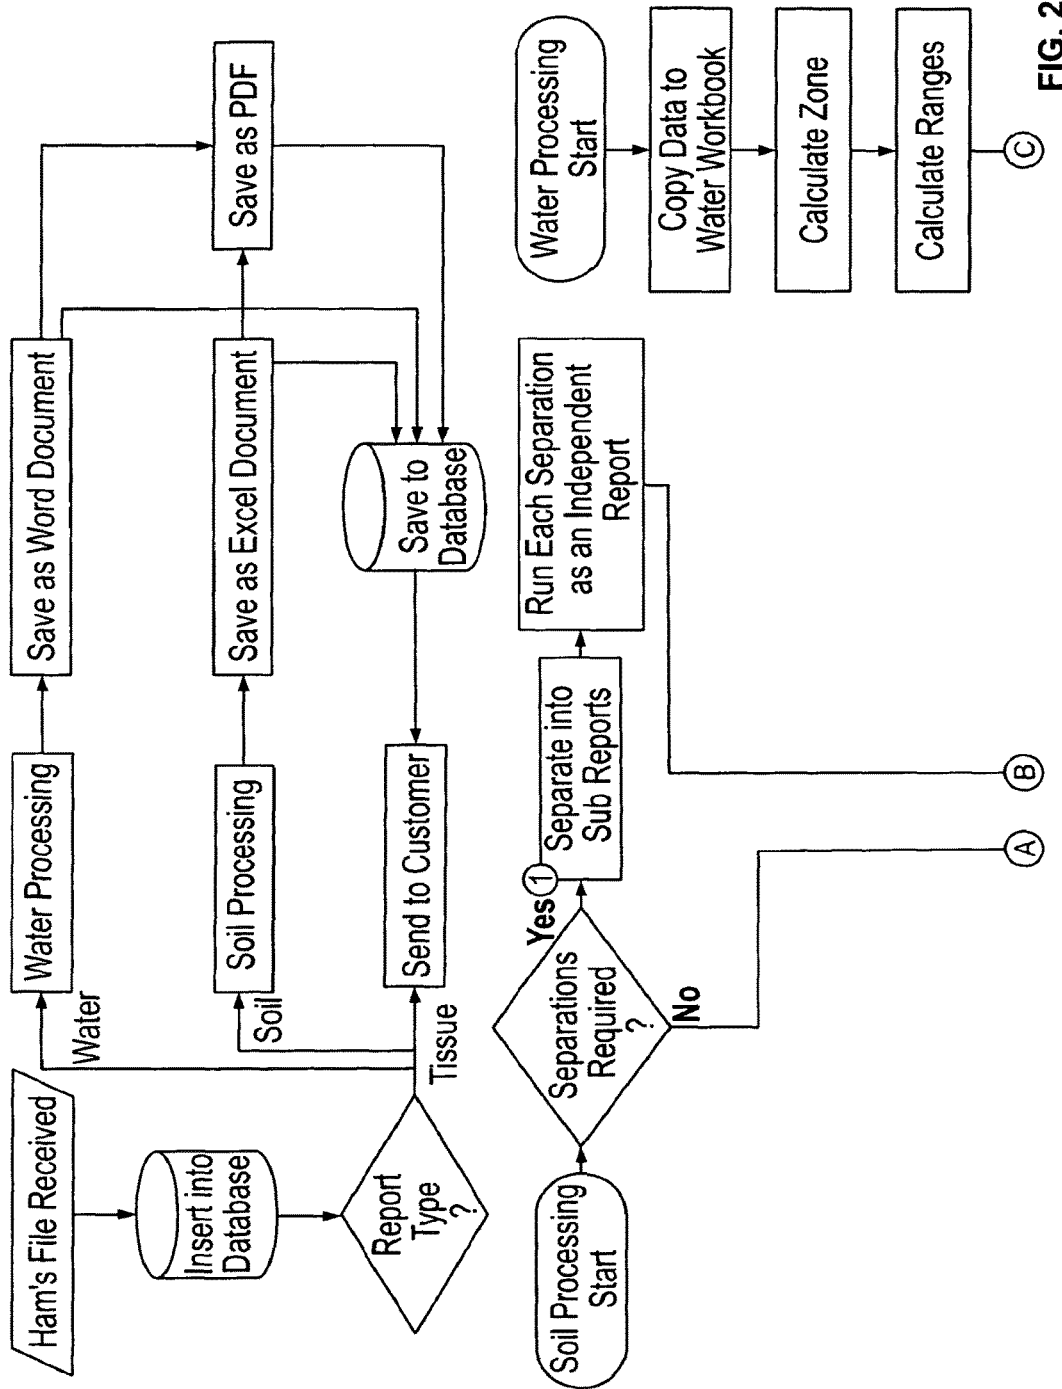 Ham's File Received
Insert into
Database
Report
Type
?
Water
Soil
Tissue
Water Processing
Soil Processing
Send to Customer
Save as Word Document
Save as Excel Document
Save to
Database
Save as PDF
Soil Processing
Start
Separations
Required
?
Yes
No
1
Separate into
Sub Reports
Run Each Separation
as an Independent
Report
A
B
Water Processing
Start
Copy Data to
Water Workbook
Calculate Zone
Calculate Ranges
C
FIG. 2